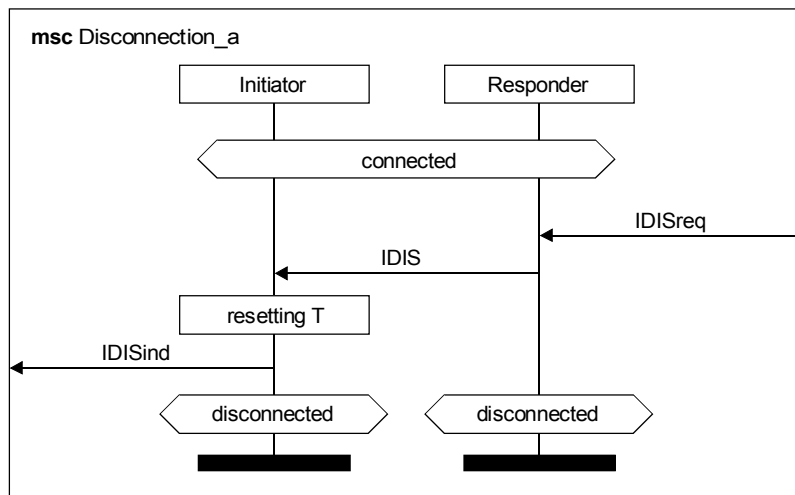 msc Disconnection_a
Initiator
Responder
connected
IDISreq
IDIS
resetting T
IDISind
disconnected
disconnected